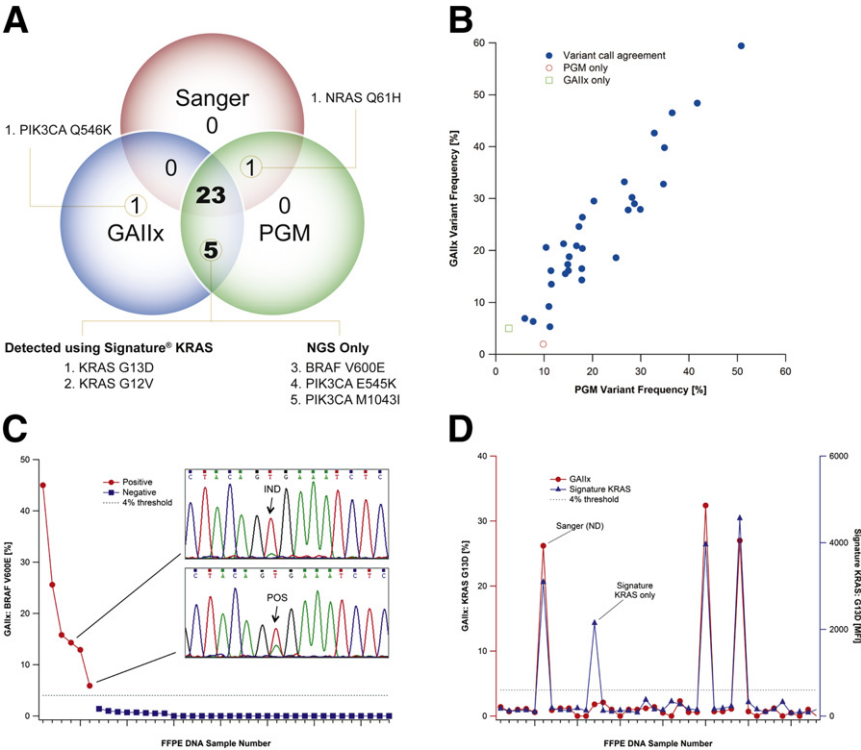 A
Sanger
0
1. NRAS Q61H
1. PIK3CA Q546K
0
1
23
1
0
GAIIx
PGM
5
Detected using Signature® KRAS
1. KRAS G13D
2. KRAS G12V
NGS Only
3. BRAF V600E
4. PIK3CA E545K
5. PIK3CA M1043I
B
Variant call agreement
PGM only
GAIIx only
GAIIx Variant Frequency [%]
60
50
40
30
20
10
0
0
10
20
30
40
50
60
PGM Variant Frequency [%]
C
Positive
Negative
4% threshold
GAIIx: BRAF V600E [%]
50
40
30
20
10
0
C T A C A G T G A A A T C T C
IND
C T A C A G T G A A A T C T C
POS
FFPE DNA Sample Number
D
GAIIx
Signature KRAS
4% threshold
Sanger (ND)
Signature
KRAS only
GAIIx: KRAS G13D [%]
40
30
20
10
0
6000
4000
2000
0
Signature KRAS: G13D [MFI]
FFPE DNA Sample Number